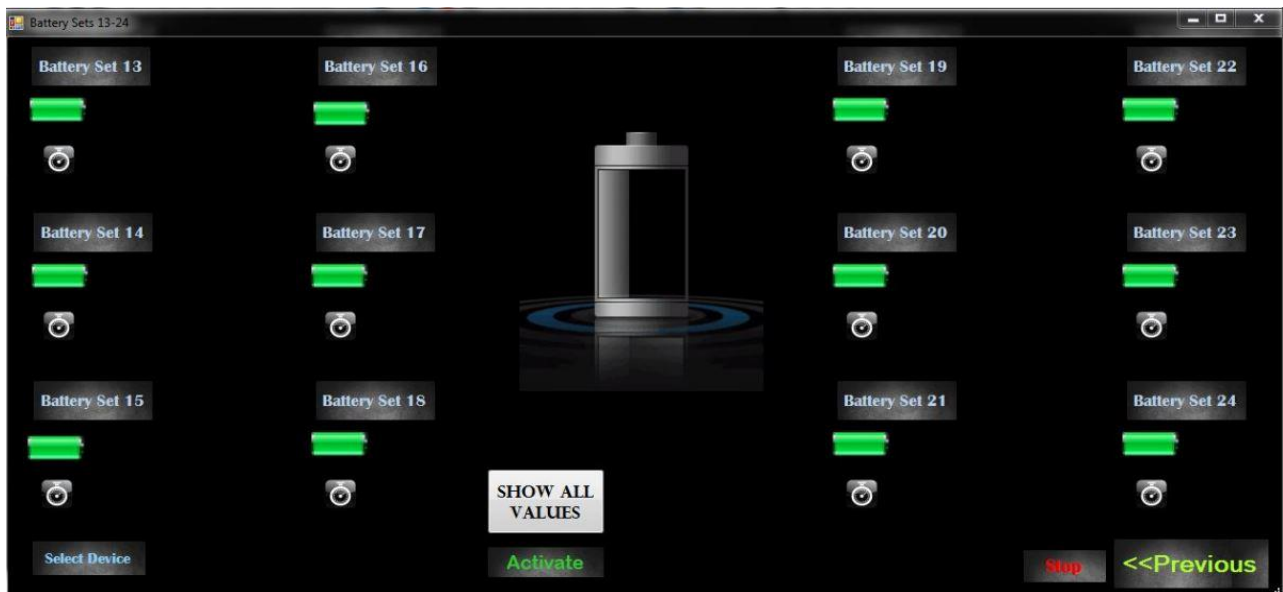 Battery Sets 13-24
Battery Set 13
Battery Set 16
Battery Set 19
Battery Set 22
Battery Set 14
Battery Set 17
Battery Set 20
Battery Set 23
Battery Set 15
Battery Set 18
Battery Set 21
Battery Set 24
SHOW ALL
VALUES
Select Device
Activate
Stop
<<Previous